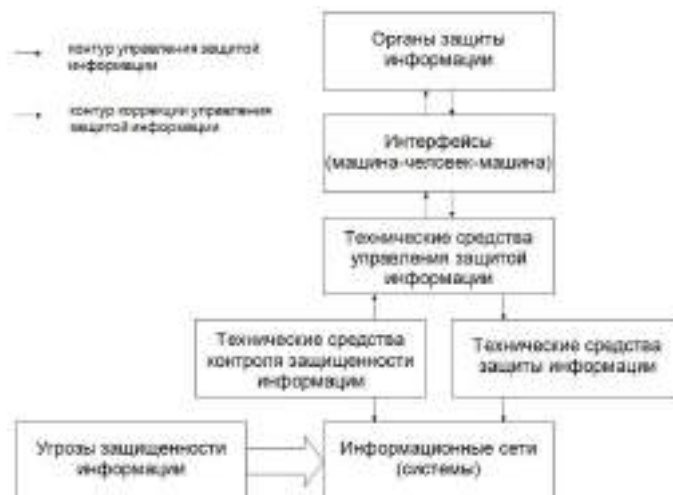 контур управления защитой
информации
контур коррекции управления
защитой информации
Органы защиты
информации
Интерфейсы
(машина-человек-машина)
Технические средства
управления защитой
информации
Технические средства
контроля защищенности
информации
Технические средства
защиты информации
Угрозы защищенности
информации
Информационные сети
(системы)